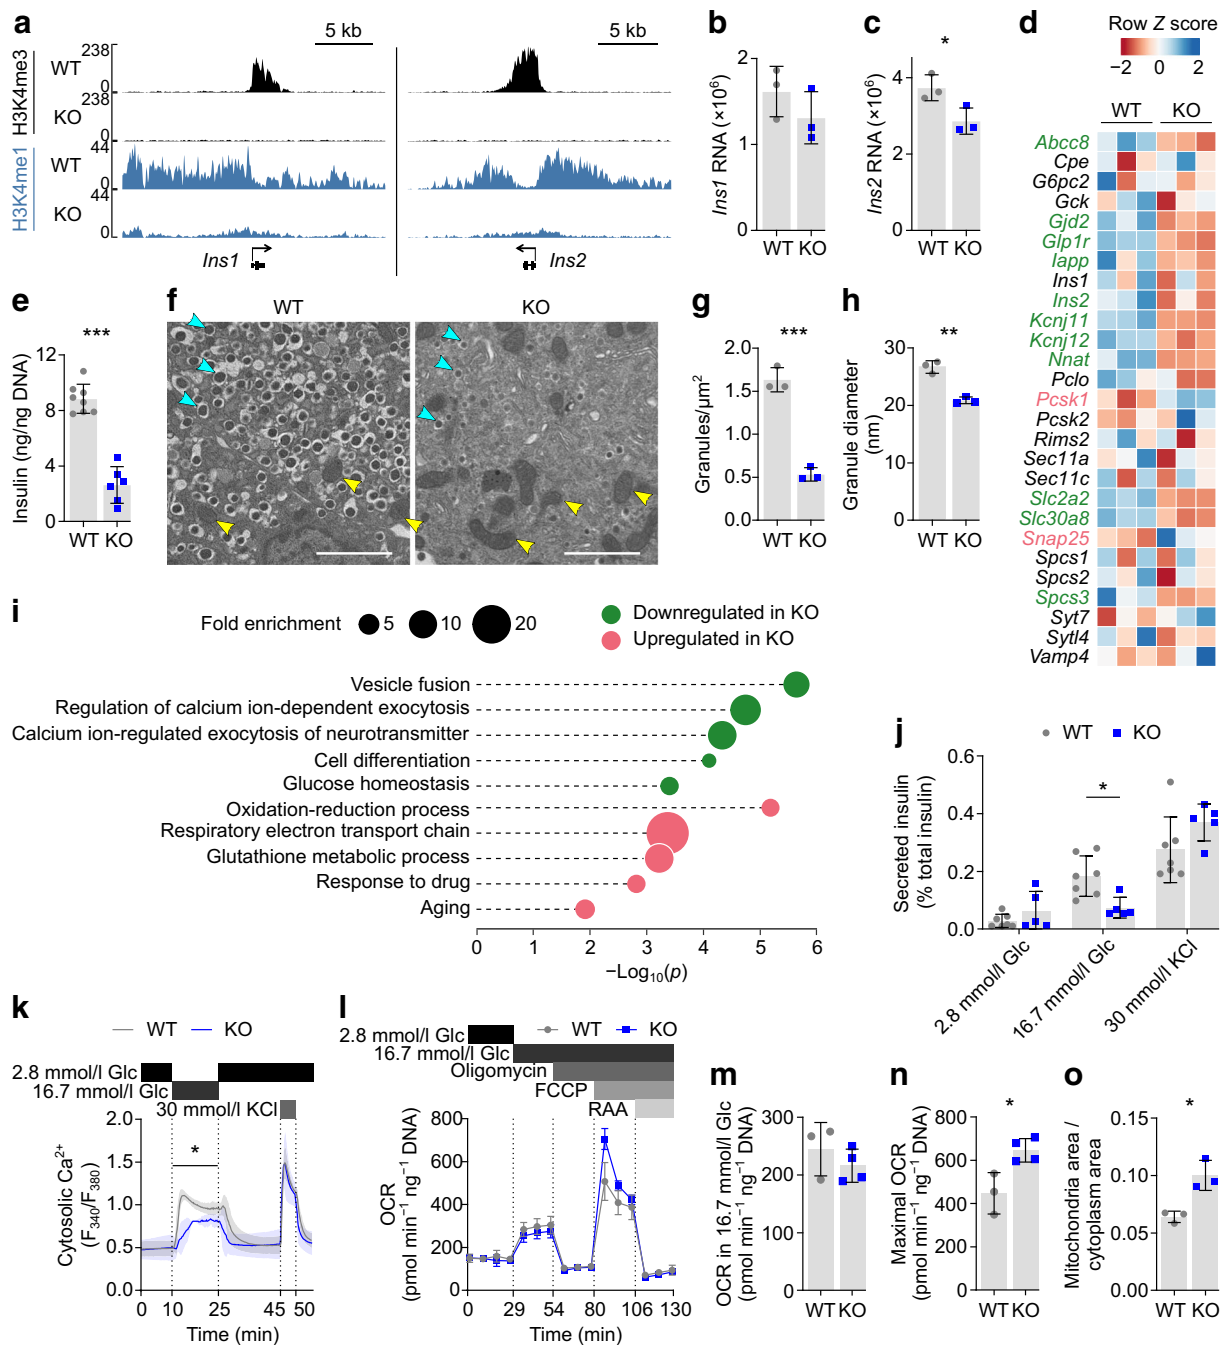 a
5 kb
5 kb
H3K4me3
WT
238
0
KO
238
0
H3K4me1
WT
44
0
KO
44
0
Ins1
Ins2
b
Ins1 RNA (×10⁶)
2
1
0
WT KO
c
*
Ins2 RNA (×10⁶)
4
2
0
WT KO
d
Row Z score
−2 0 2
WT KO
Abcc8
Cpe
G6pc2
Gck
Gjd2
Glp1r
Iapp
Ins1
Ins2
Kcnj11
Kcnj12
Nnat
Pclo
Pcsk1
Pcsk2
Rims2
Sec11a
Sec11c
Slc2a2
Slc30a8
Snap25
Spcs1
Spcs2
Spcs3
Syt7
Sytl4
Vamp4
e
***
Insulin (ng/ng DNA)
12
8
4
0
WT KO
f
WT
KO
g
***
Granules/μm²
2.0
1.5
1.0
0.5
0.0
WT KO
h
**
Granule diameter
(nm)
30
20
10
0
WT KO
i
Fold enrichment 5 10 20
Downregulated in KO
Upregulated in KO
Vesicle fusion
Regulation of calcium ion-dependent exocytosis
Calcium ion-regulated exocytosis of neurotransmitter
Cell differentiation
Glucose homeostasis
Oxidation-reduction process
Respiratory electron transport chain
Glutathione metabolic process
Response to drug
Aging
0 1 2 3 4 5 6
−Log₁₀(p)
j
WT KO
Secreted insulin
(% total insulin)
0.6
0.4
0.2
0.0
*
2.8 mmol/l Glc
16.7 mmol/l Glc
30 mmol/l KCl
k
WT KO
2.8 mmol/l Glc
16.7 mmol/l Glc
30 mmol/l KCl
Cytosolic Ca²⁺
(F₃₄₀/F₃₈₀)
2.0
1.5
1.0
0.5
0.0
*
0 10 25 45 50
Time (min)
l
WT KO
2.8 mmol/l Glc
16.7 mmol/l Glc
Oligomycin
FCCP
RAA
OCR
(pmol min⁻¹ ng⁻¹ DNA)
800
600
400
200
0
0 29 54 80 106 130
Time (min)
m
OCR in 16.7 mmol/l Glc
(pmol min⁻¹ ng⁻¹ DNA)
300
200
100
0
WT KO
n
*
Maximal OCR
(pmol min⁻¹ ng⁻¹ DNA)
800
600
400
200
0
WT KO
o
*
Mitochondria area /
cytoplasm area
0.15
0.10
0.05
0.00
WT KO